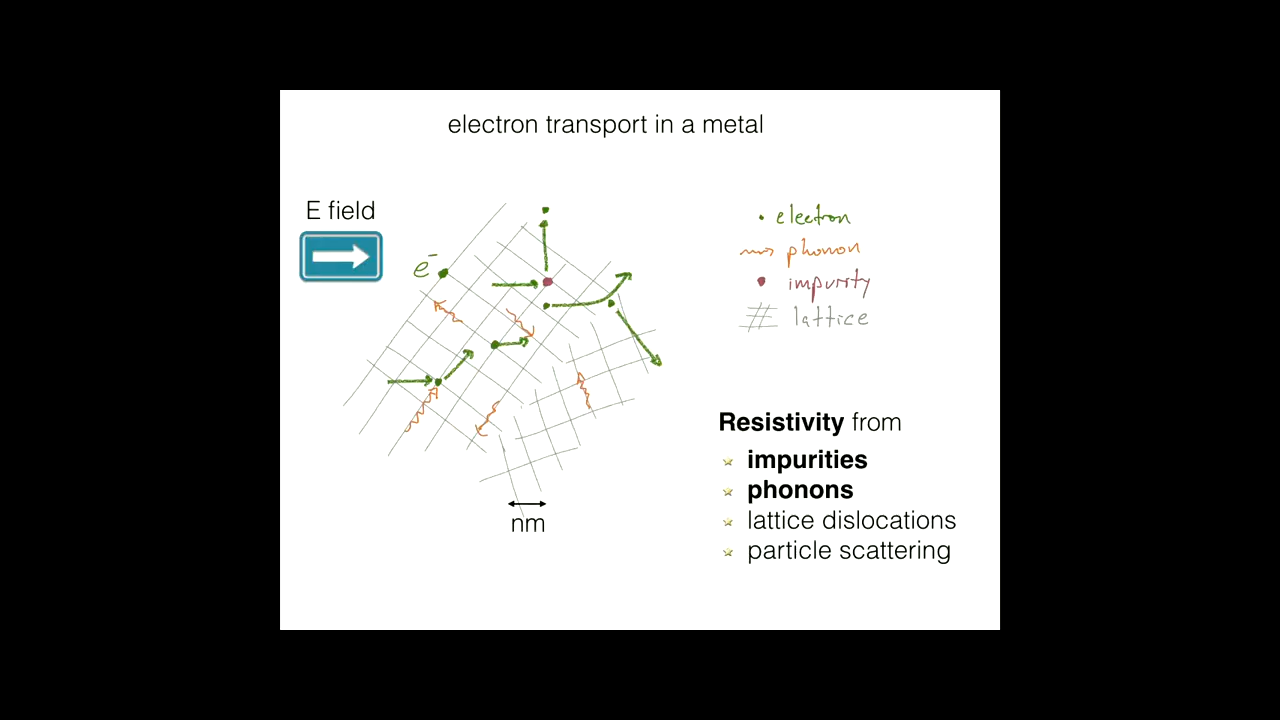 electron transport in a metal
E field
e⁻
electron
phonon
impurity
lattice
Resistivity from
impurities
phonons
lattice dislocations
particle scattering
nm